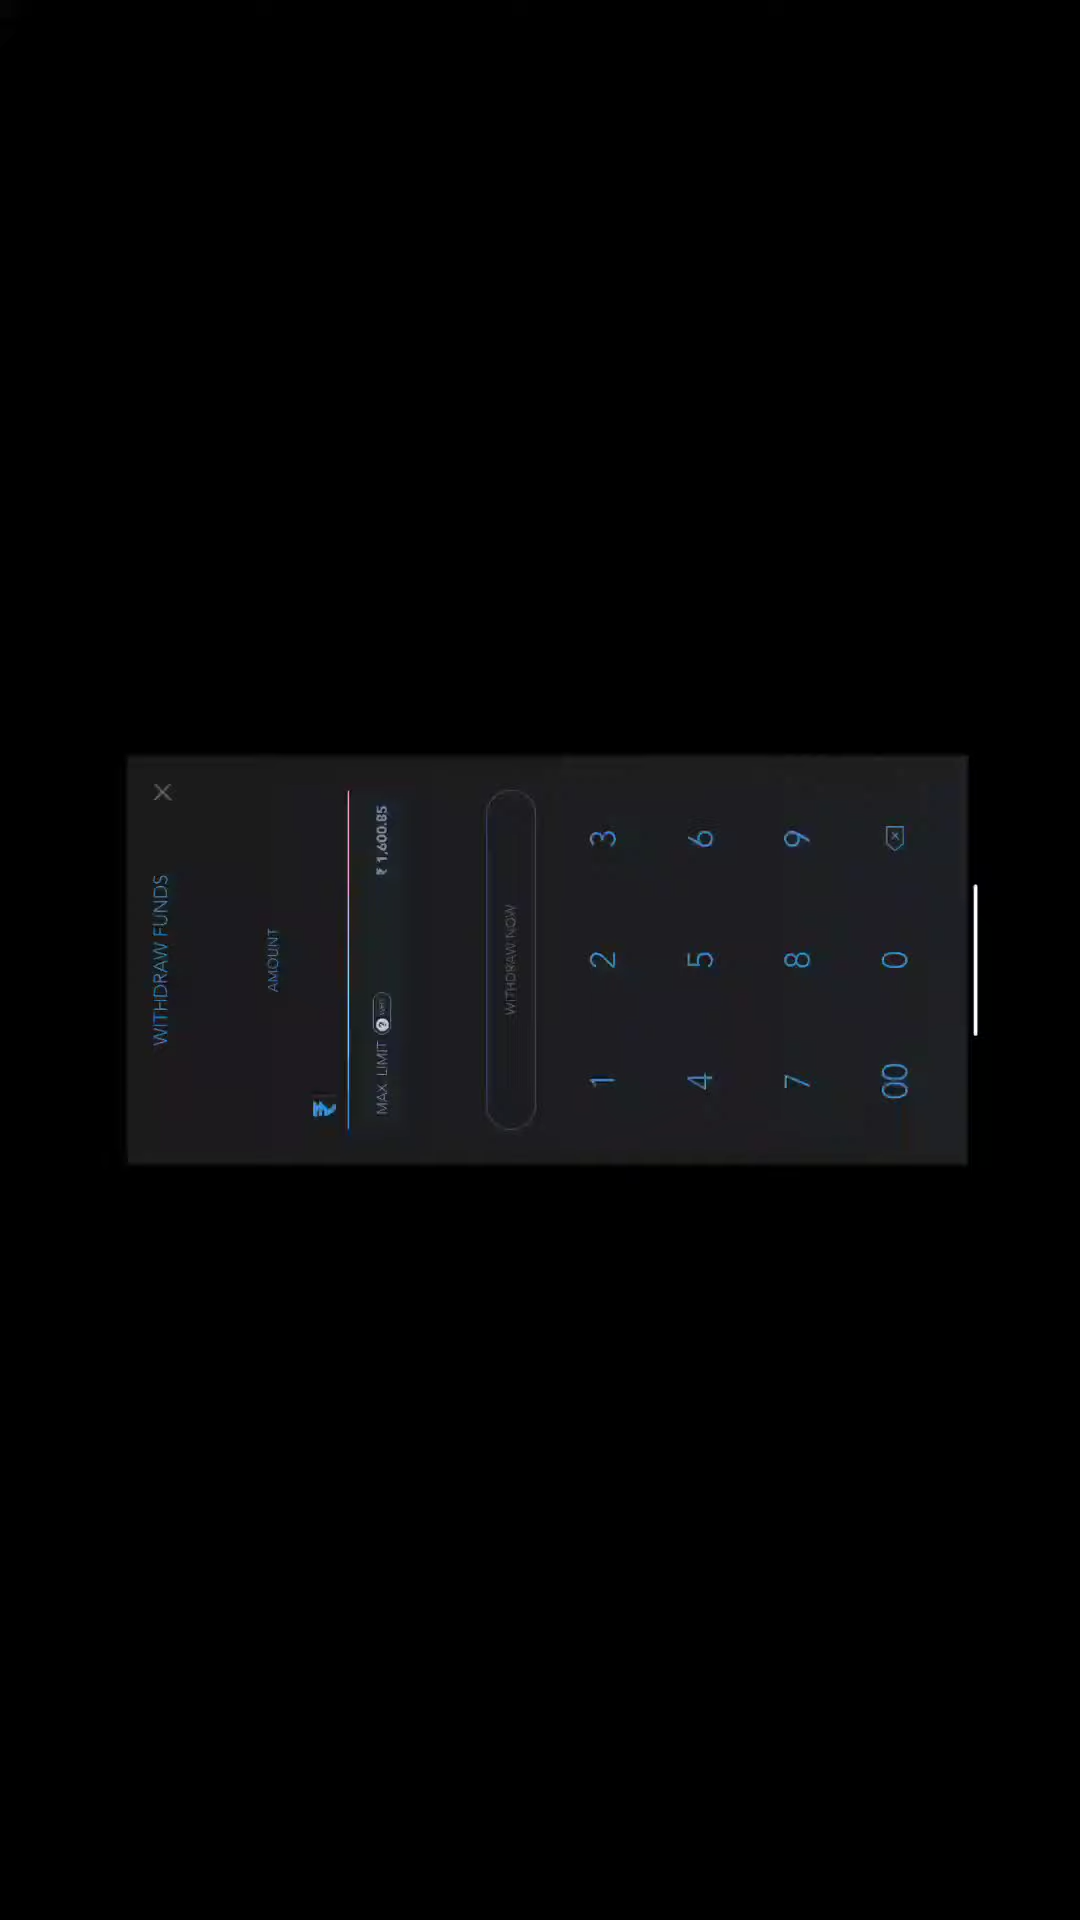 WITHDRAW FUNDS
AMOUNT
₹
MAX. LIMIT ? ₹ 1,600.85
WITHDRAW NOW
1 2 3
4 5 6
7 8 9
00 0